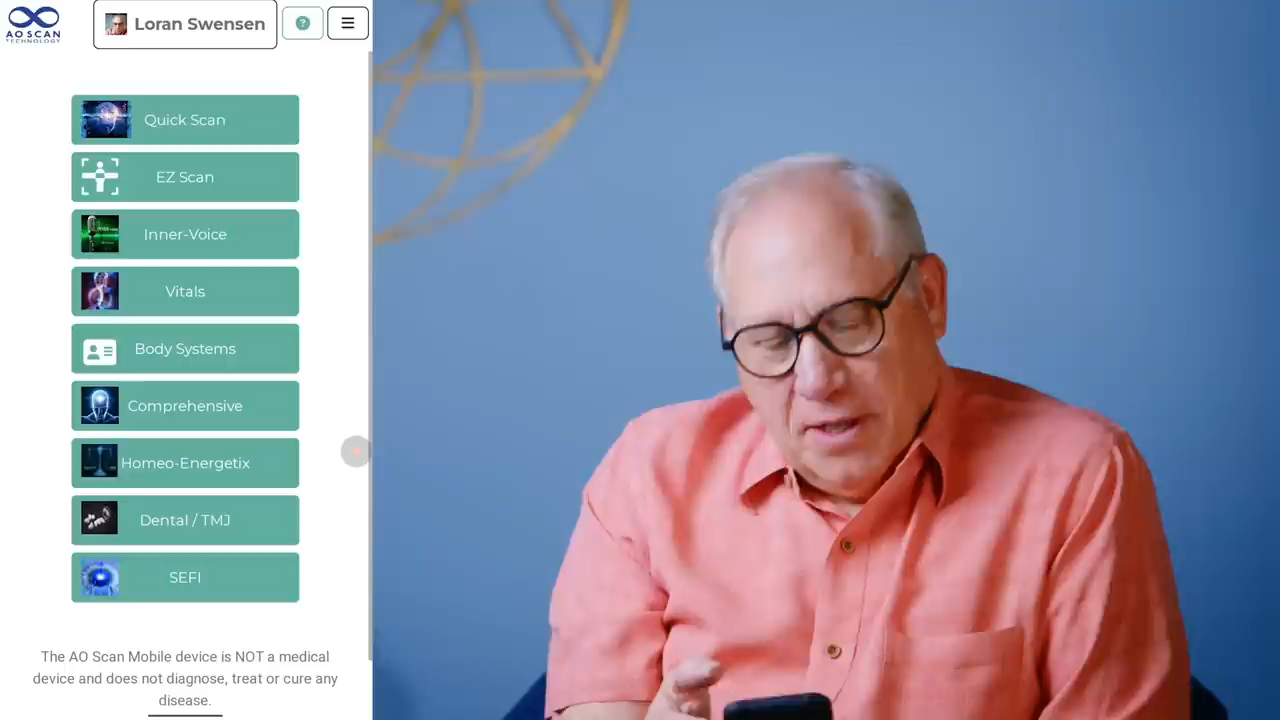 AO SCAN
TECHNOLOGY
Loran Swensen
?
Quick Scan
EZ Scan
Inner-Voice
Vitals
Body Systems
Comprehensive
Homeo-Energetix
Dental / TMJ
SEFI
The AO Scan Mobile device is NOT a medical
device and does not diagnose, treat or cure any
disease.